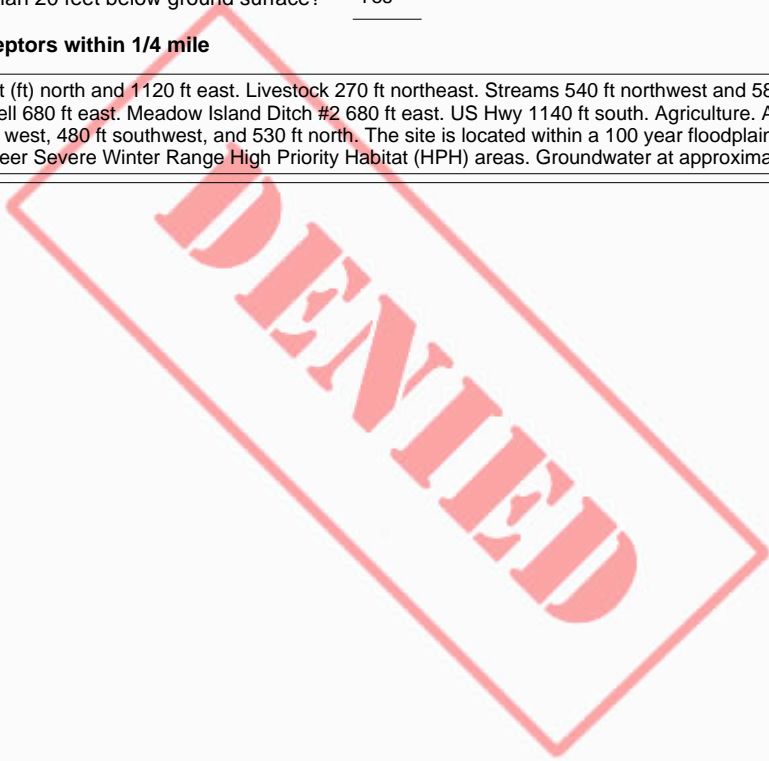 than 20 feet below ground surface?
eptors within 1/4 mile
t (ft) north and 1120 ft east. Livestock 270 ft northeast. Streams 540 ft northwest and 58
ell 680 ft east. Meadow Island Ditch #2 680 ft east. US Hwy 1140 ft south. Agriculture. A
west, 480 ft southwest, and 530 ft north. The site is located within a 100 year floodplain
eer Severe Winter Range High Priority Habitat (HPH) areas. Groundwater at approxima
DENIED